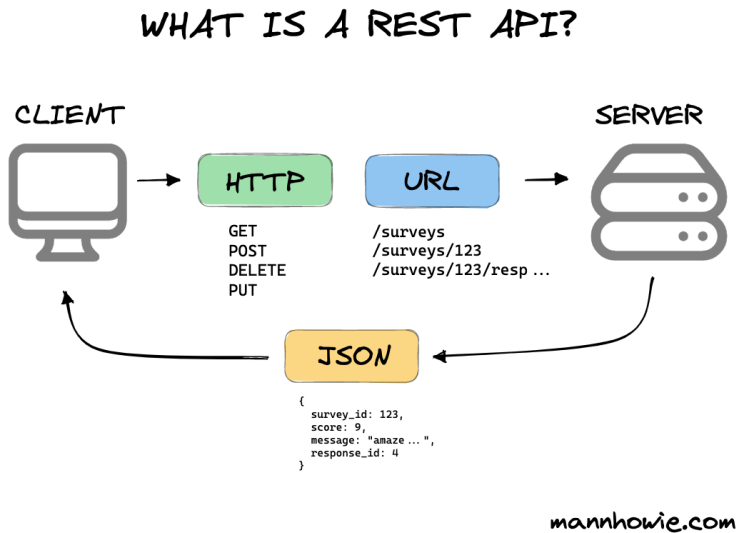 WHAT IS A REST API?
CLIENT
SERVER
HTTP
URL
GET
POST
DELETE
PUT
/surveys
/surveys/123
/surveys/123/resp...
JSON
{
survey_id: 123,
score: 9,
message: "amaze...",
response_id: 4
}
mannhowie.com